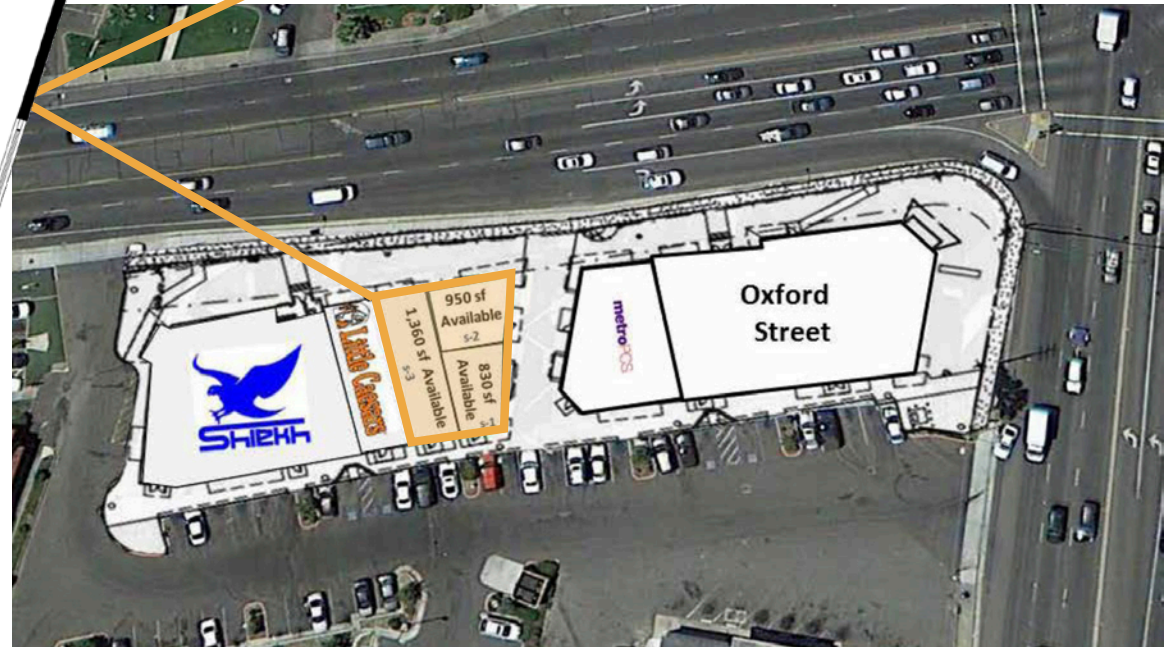 SHIEKH
Little Caesars
1,360 sf Available
s-3
950 sf
Available
s-2
830 sf
Available
s-1
metroPCS
Oxford
Street